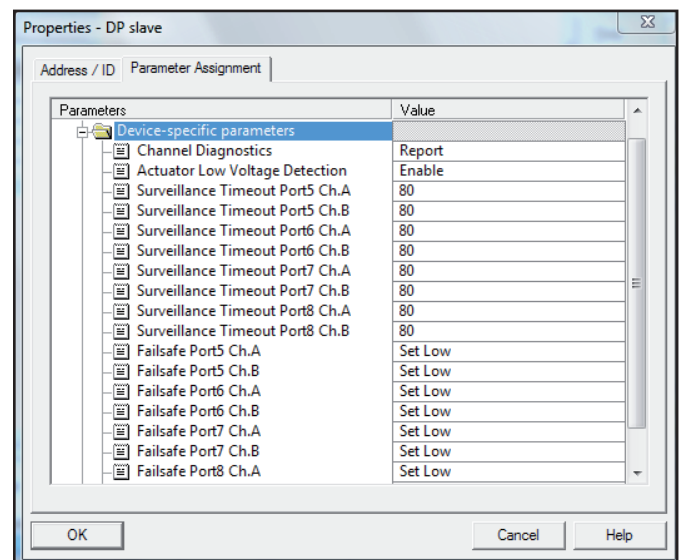 Properties - DP slave
Address / ID Parameter Assignment
Parameters Value
Device-specific parameters
Channel Diagnostics Report
Actuator Low Voltage Detection Enable
Surveillance Timeout Port5 Ch.A 80
Surveillance Timeout Port5 Ch.B 80
Surveillance Timeout Port6 Ch.A 80
Surveillance Timeout Port6 Ch.B 80
Surveillance Timeout Port7 Ch.A 80
Surveillance Timeout Port7 Ch.B 80
Surveillance Timeout Port8 Ch.A 80
Surveillance Timeout Port8 Ch.B 80
Failsafe Port5 Ch.A Set Low
Failsafe Port5 Ch.B Set Low
Failsafe Port6 Ch.A Set Low
Failsafe Port6 Ch.B Set Low
Failsafe Port7 Ch.A Set Low
Failsafe Port7 Ch.B Set Low
Failsafe Port8 Ch.A Set Low
OK Cancel Help